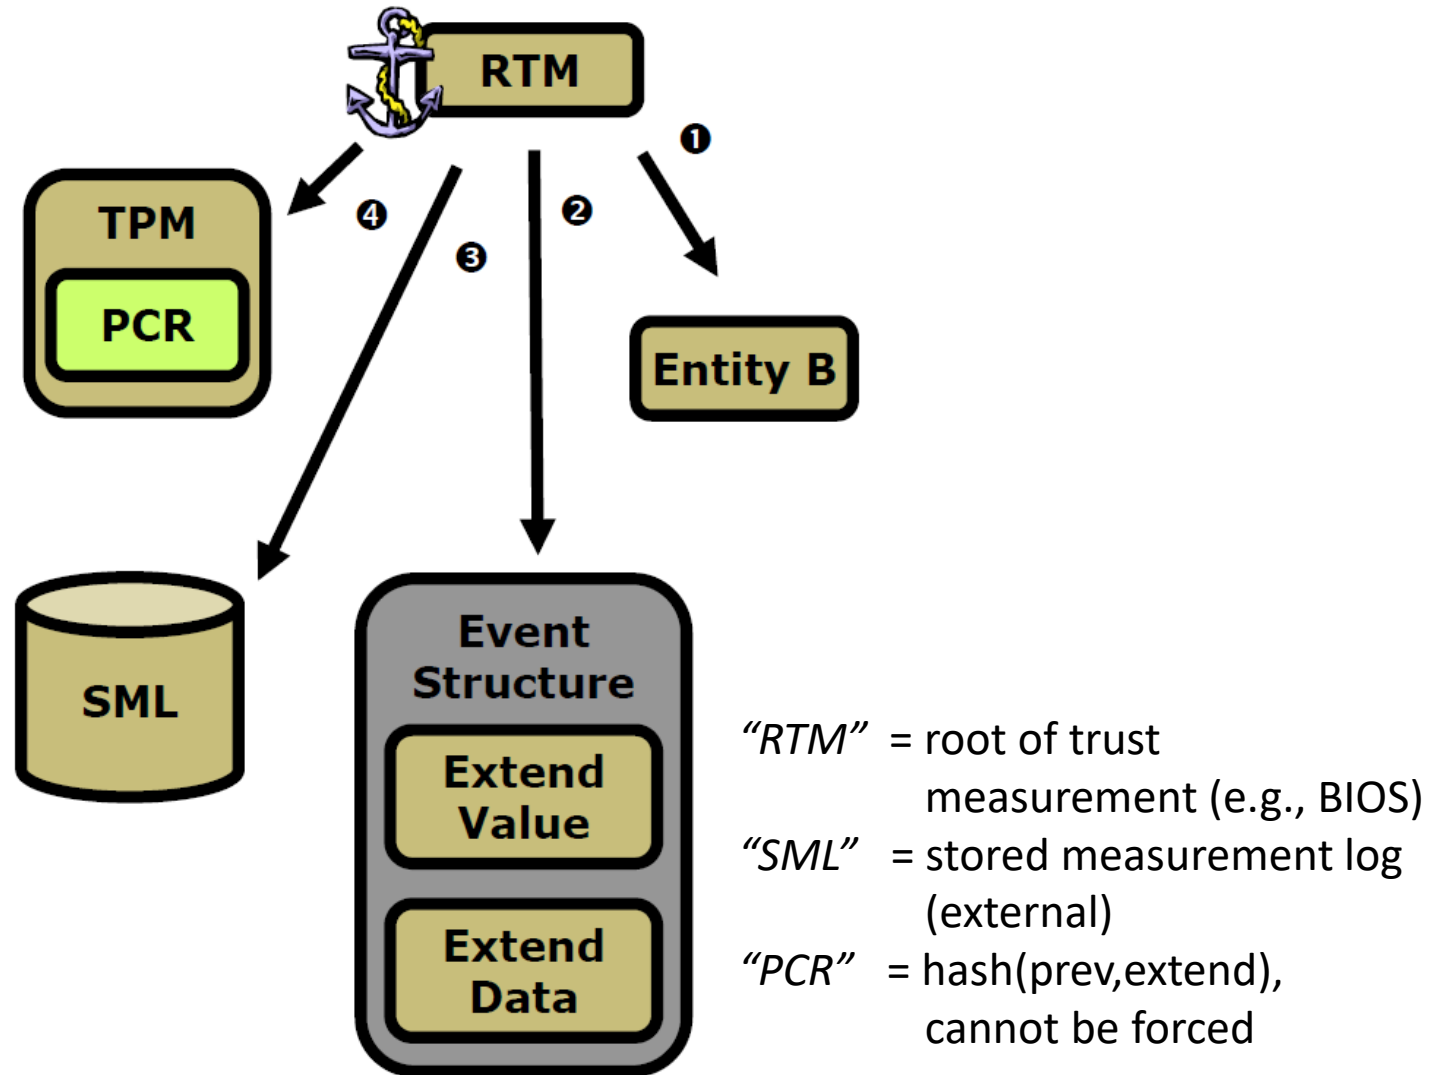 RTM
❶
TPM
❹
❷
❸
PCR
Entity B
Event
Structure
SML
Extend
Value
Extend
Data
“RTM” = root of trust
measurement (e.g., BIOS)
“SML” = stored measurement log
(external)
“PCR” = hash(prev,extend),
cannot be forced